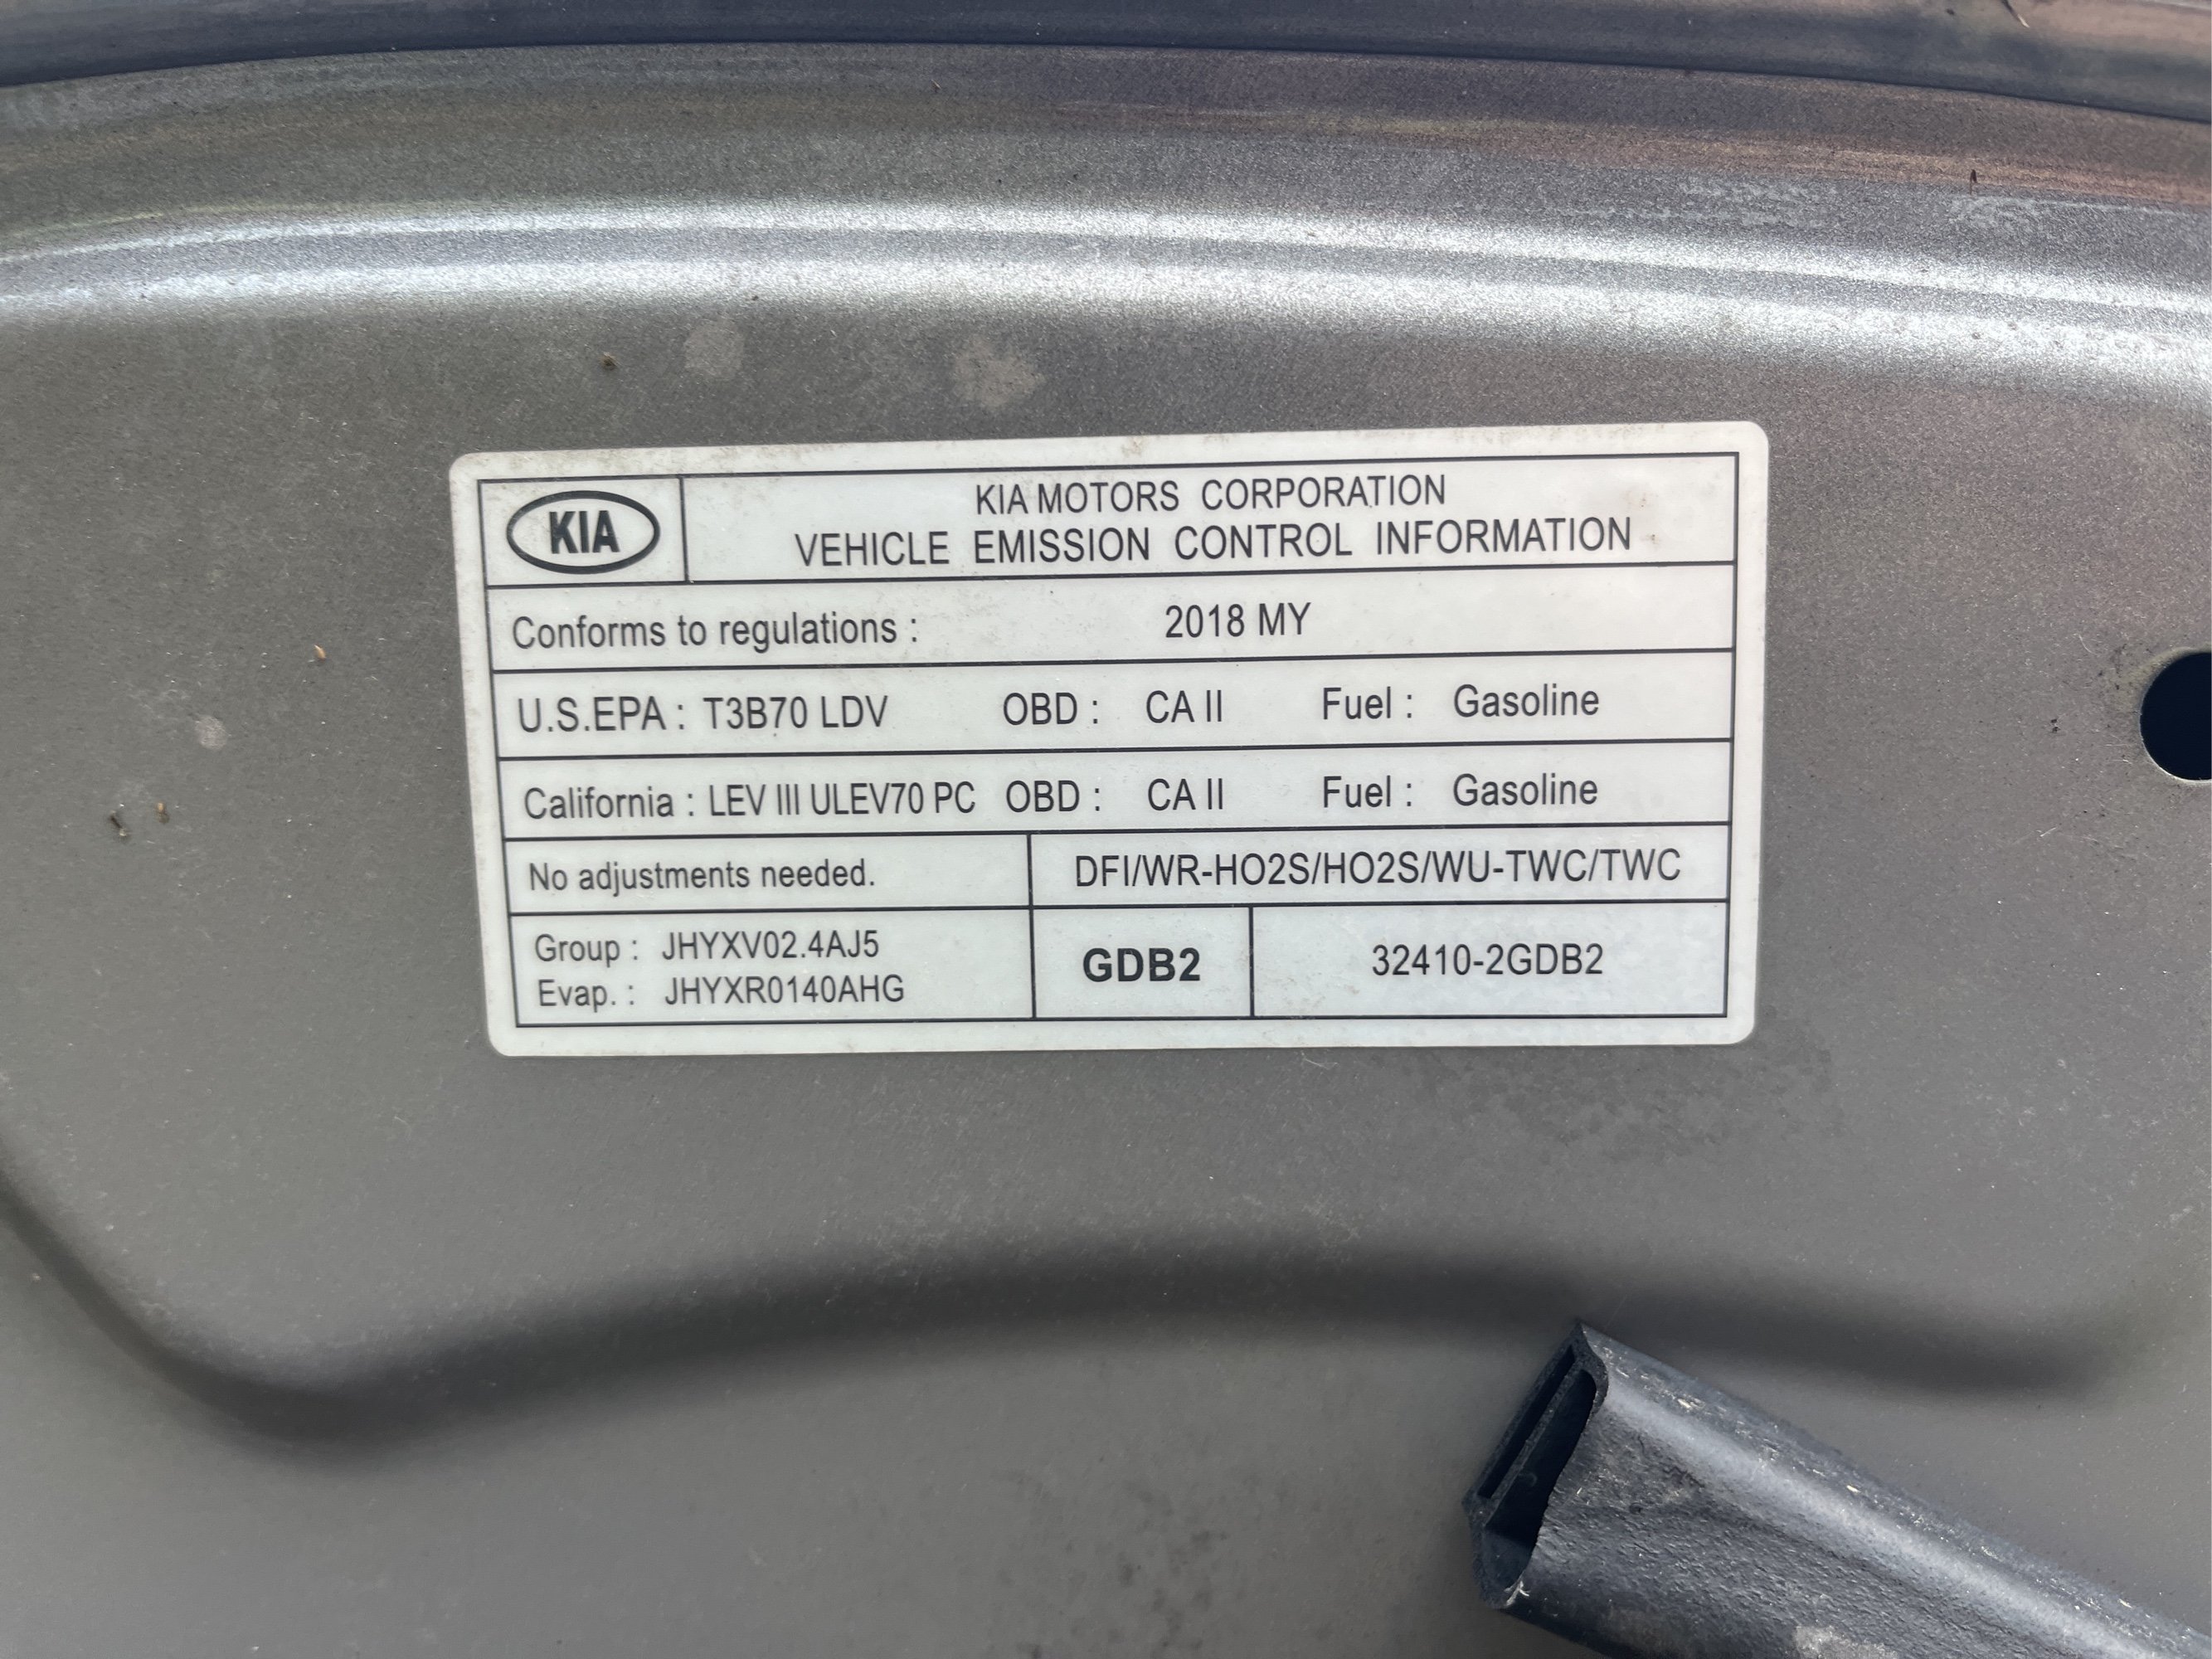 KIA
KIA MOTORS CORPORATION
VEHICLE EMISSION CONTROL INFORMATION
Conforms to regulations : 2018 MY
U.S.EPA : T3B70 LDV OBD : CA II Fuel : Gasoline
California : LEV III ULEV70 PC OBD : CA II Fuel : Gasoline
No adjustments needed. DFI/WR-HO2S/HO2S/WU-TWC/TWC
Group : JHYXV02.4AJ5
Evap. : JHYXR0140AHG
GDB2
32410-2GDB2